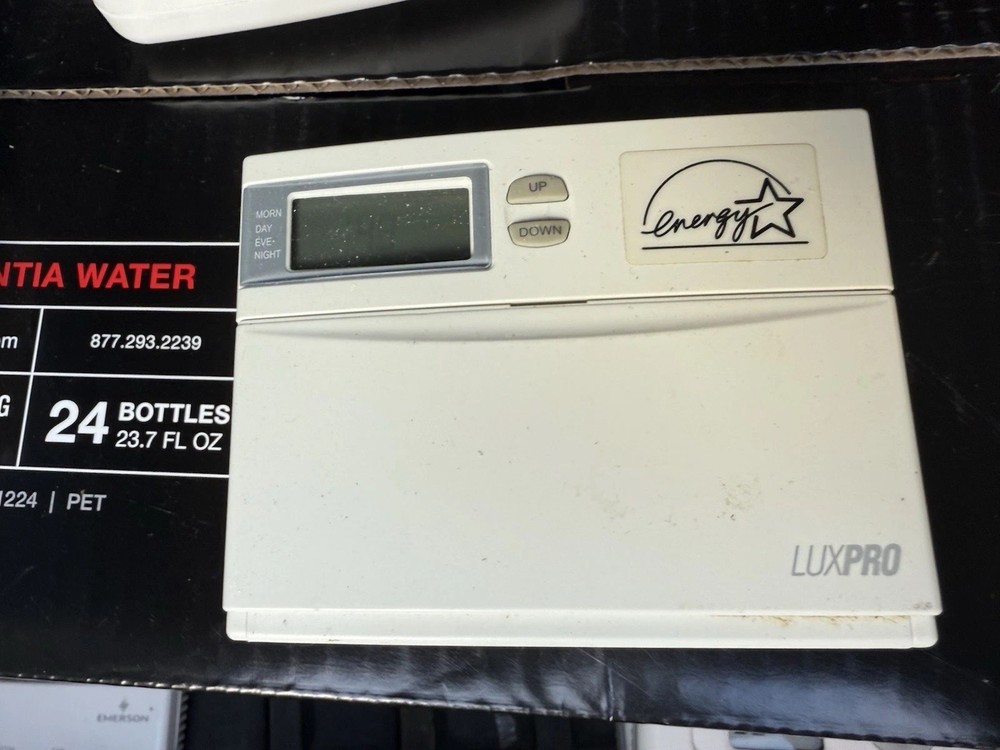 MORN
DAY
EVE·
NIGHT
UP
DOWN
energy
LUXPRO
NTIA WATER
877.293.2239
24 BOTTLES
23.7 FL OZ
1224 | PET
EMERSON